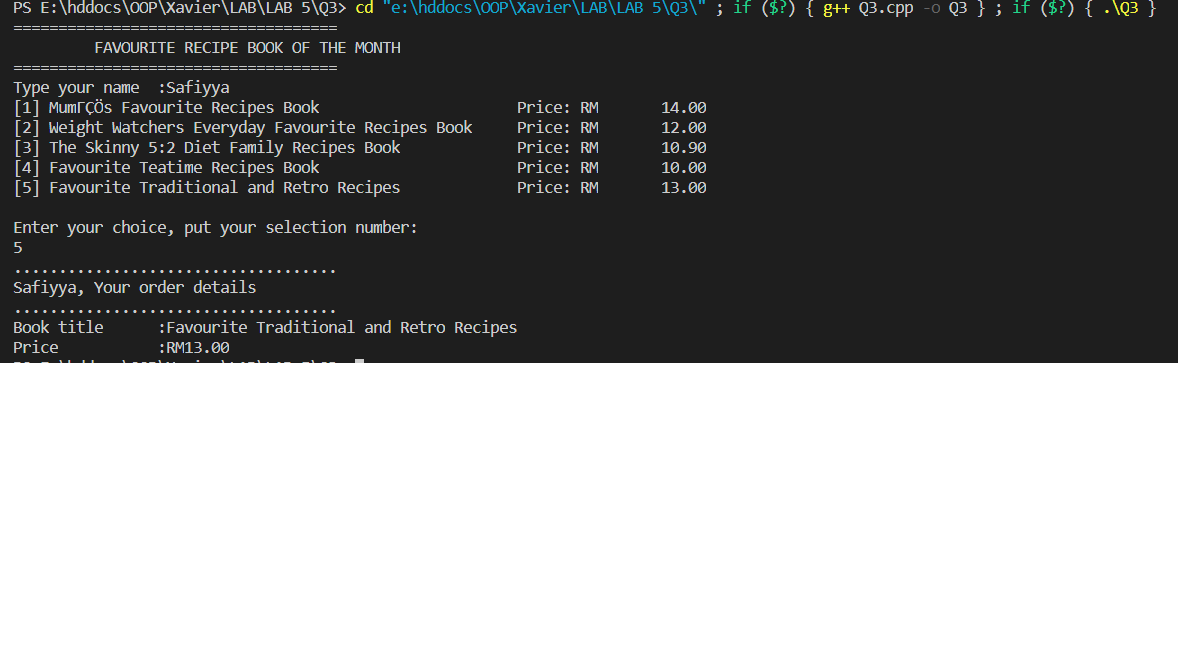 PS E:\hddocs\OOP\Xavier\LAB\LAB 5\Q3> cd "e:\hddocs\OOP\Xavier\LAB\LAB 5\Q3\" ; if ($?) { g++ Q3.cpp -o Q3 } ; if ($?) { .\Q3 }
====================================
FAVOURITE RECIPE BOOK OF THE MONTH
====================================
Type your name  :Safiyya
[1] MumΓÇÖs Favourite Recipes Book Price: RM 14.00
[2] Weight Watchers Everyday Favourite Recipes Book Price: RM 12.00
[3] The Skinny 5:2 Diet Family Recipes Book Price: RM 10.90
[4] Favourite Teatime Recipes Book Price: RM 10.00
[5] Favourite Traditional and Retro Recipes Price: RM 13.00
Enter your choice, put your selection number:
5
....................................
Safiyya, Your order details
....................................
Book title :Favourite Traditional and Retro Recipes
Price :RM13.00